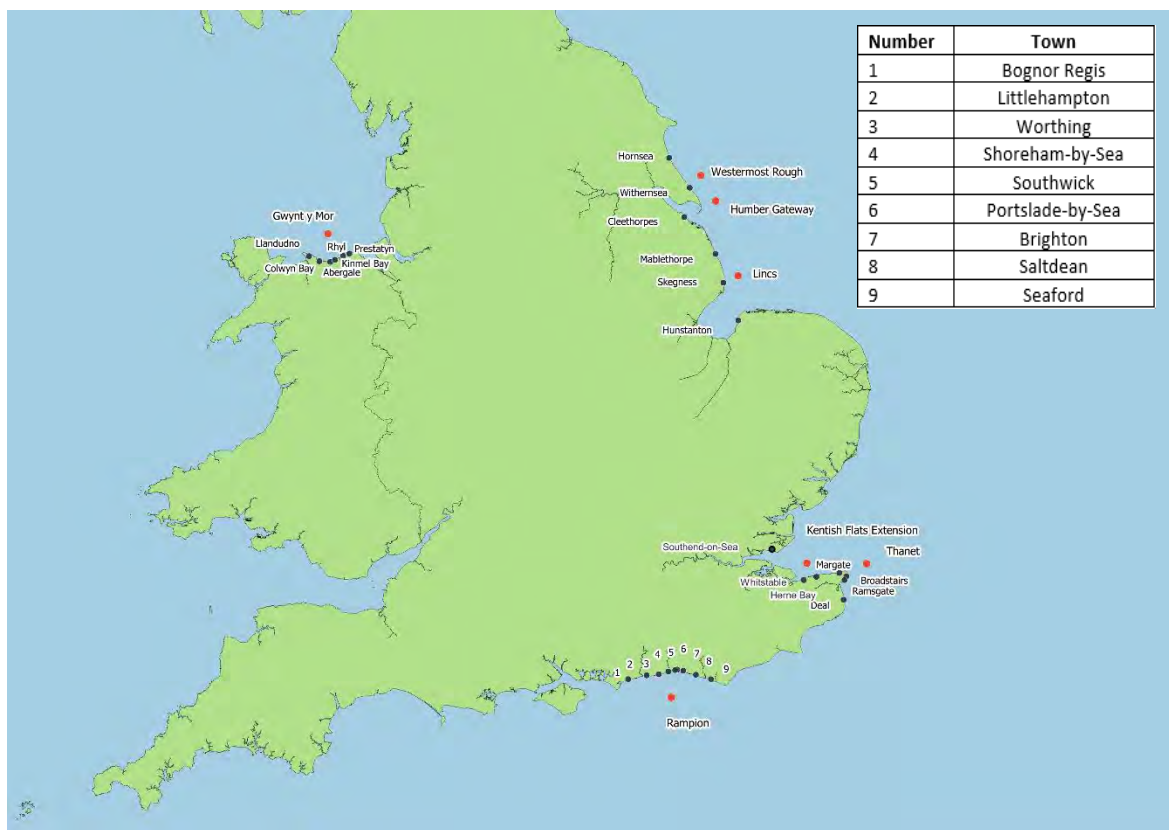 Number Town
1 Bognor Regis
2 Littlehampton
3 Worthing
4 Shoreham-by-Sea
5 Southwick
6 Portslade-by-Sea
7 Brighton
8 Saltdean
9 Seaford
Hornsea
Westermost Rough
Withernsea
Humber Gateway
Cleethorpes
Gwynt y Mor
Llandudno
Rhyl
Prestatyn
Colwyn Bay
Kinmel Bay
Abergale
Mablethorpe
Lincs
Skegness
Hunstanton
Kentish Flats Extension
Southend-on-Sea
Thanet
Margate
Whitstable
Broadstairs
Herne Bay
Ramsgate
Deal
1 2 3 4 5 6 7 8 9
Rampion